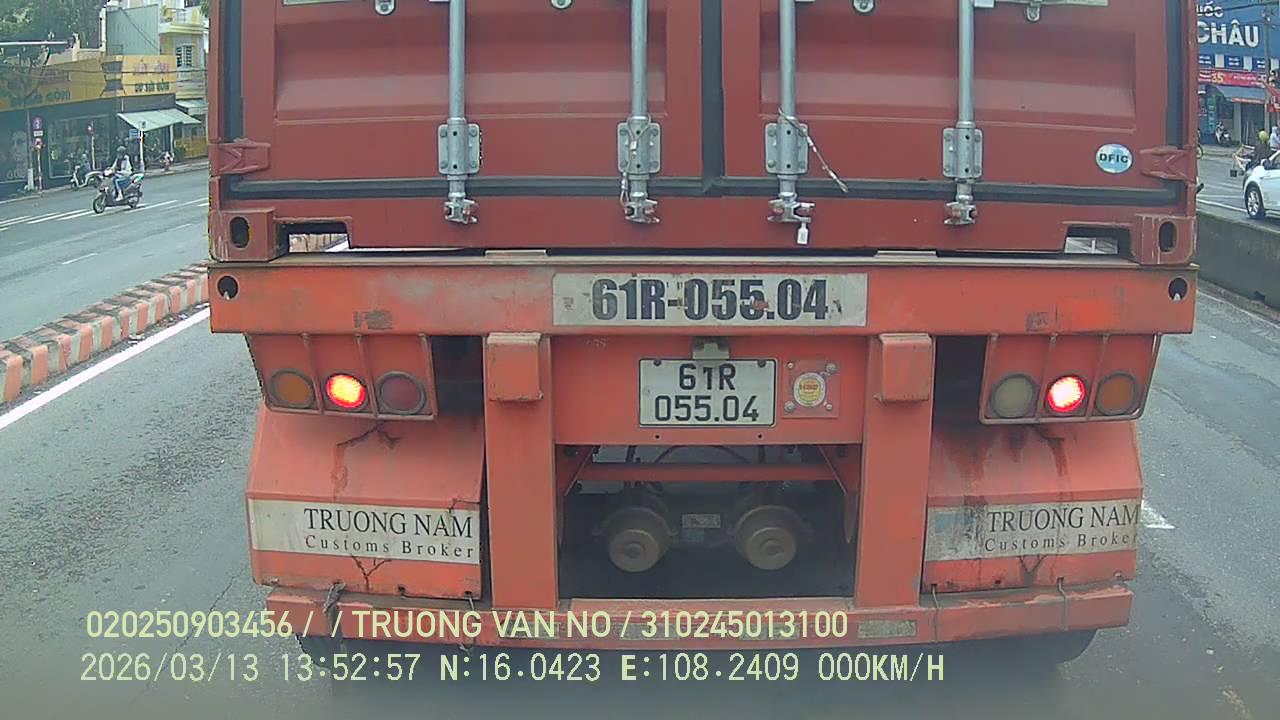 ỐC
CHÂU
DFIC
61R-055.04
61R
055.04
TRUONG NAM
Customs Broker
TRUONG NAM
Customs Broker
020250903456 / / TRUONG VAN NO / 310245013100
2026/03/13 13:52:57 N:16.0423 E:108.2409 000KM/H